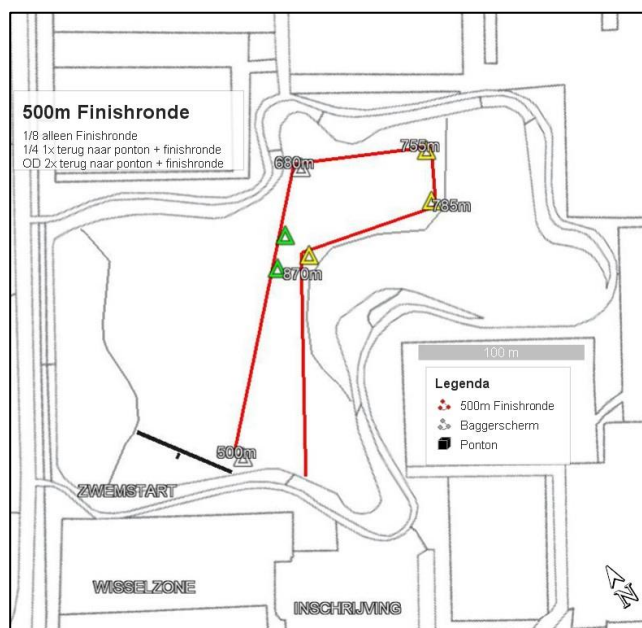 500m Finishronde
1/8 alleen Finishronde
1/4 1x terug naar ponton + finishronde
OD 2x terug naar ponton + finishronde
755m
680m
785m
870m
100 m
Legenda
500m Finishronde
Baggerscherm
Ponton
500m
ZWEMSTART
WISSELZONE
INSCHRIJVING
N